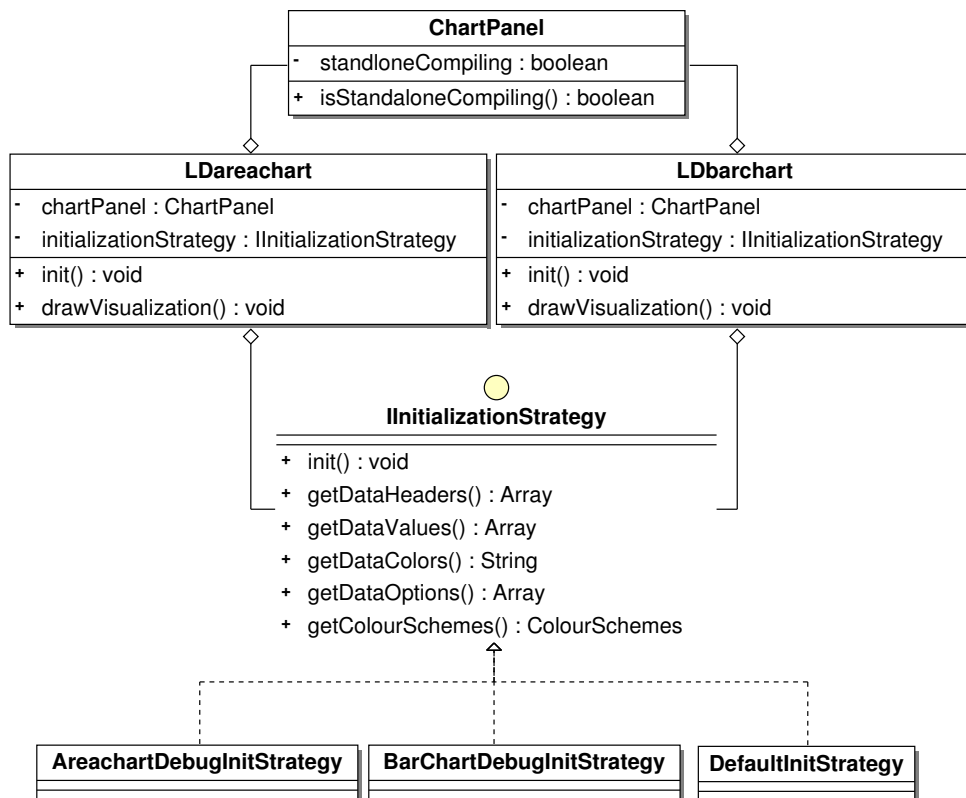 ChartPanel
- standloneCompiling : boolean
+ isStandaloneCompiling() : boolean
LDareachart
- chartPanel : ChartPanel
- initializationStrategy : IInitializationStrategy
+ init() : void
+ drawVisualization() : void
LDbarchart
- chartPanel : ChartPanel
- initializationStrategy : IInitializationStrategy
+ init() : void
+ drawVisualization() : void
IInitializationStrategy
+ init() : void
+ getDataHeaders() : Array
+ getDataValues() : Array
+ getDataColors() : String
+ getDataOptions() : Array
+ getColourSchemes() : ColourSchemes
AreachartDebugInitStrategy
BarChartDebugInitStrategy
DefaultInitStrategy